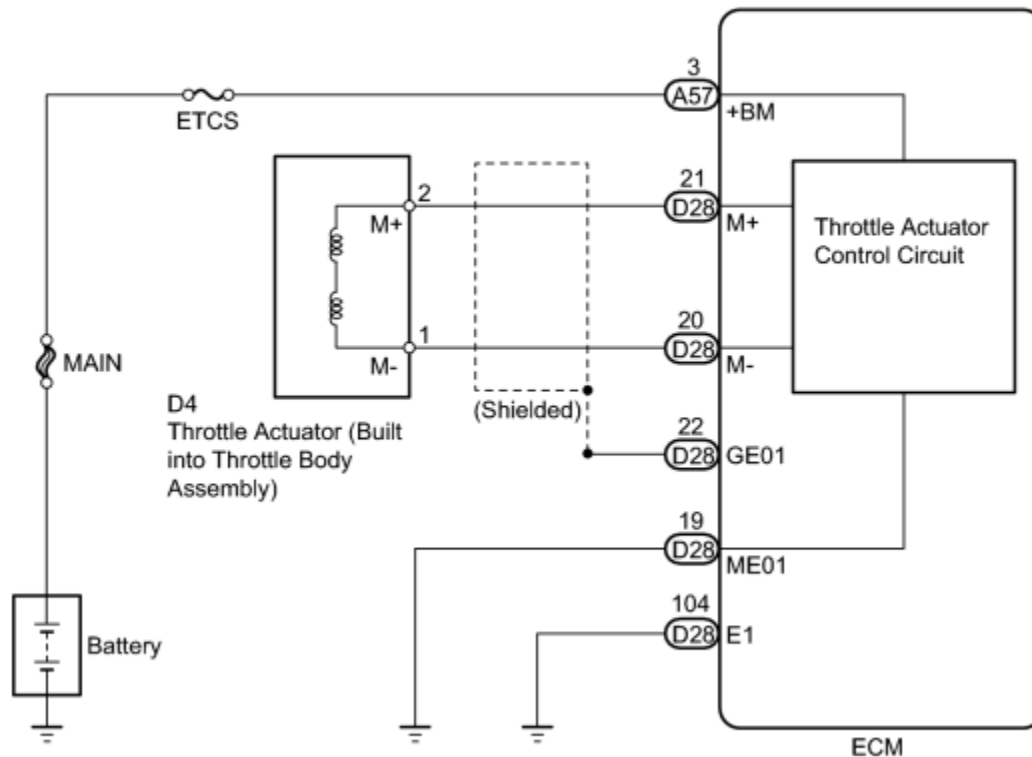 3
A57
+BM
ETCS
21
2
D28
M+
M+
Throttle Actuator
Control Circuit
20
1
D28
M-
M-
MAIN
(Shielded)
D4
Throttle Actuator (Built
into Throttle Body
Assembly)
22
D28
GE01
19
D28
ME01
104
D28
E1
Battery
ECM